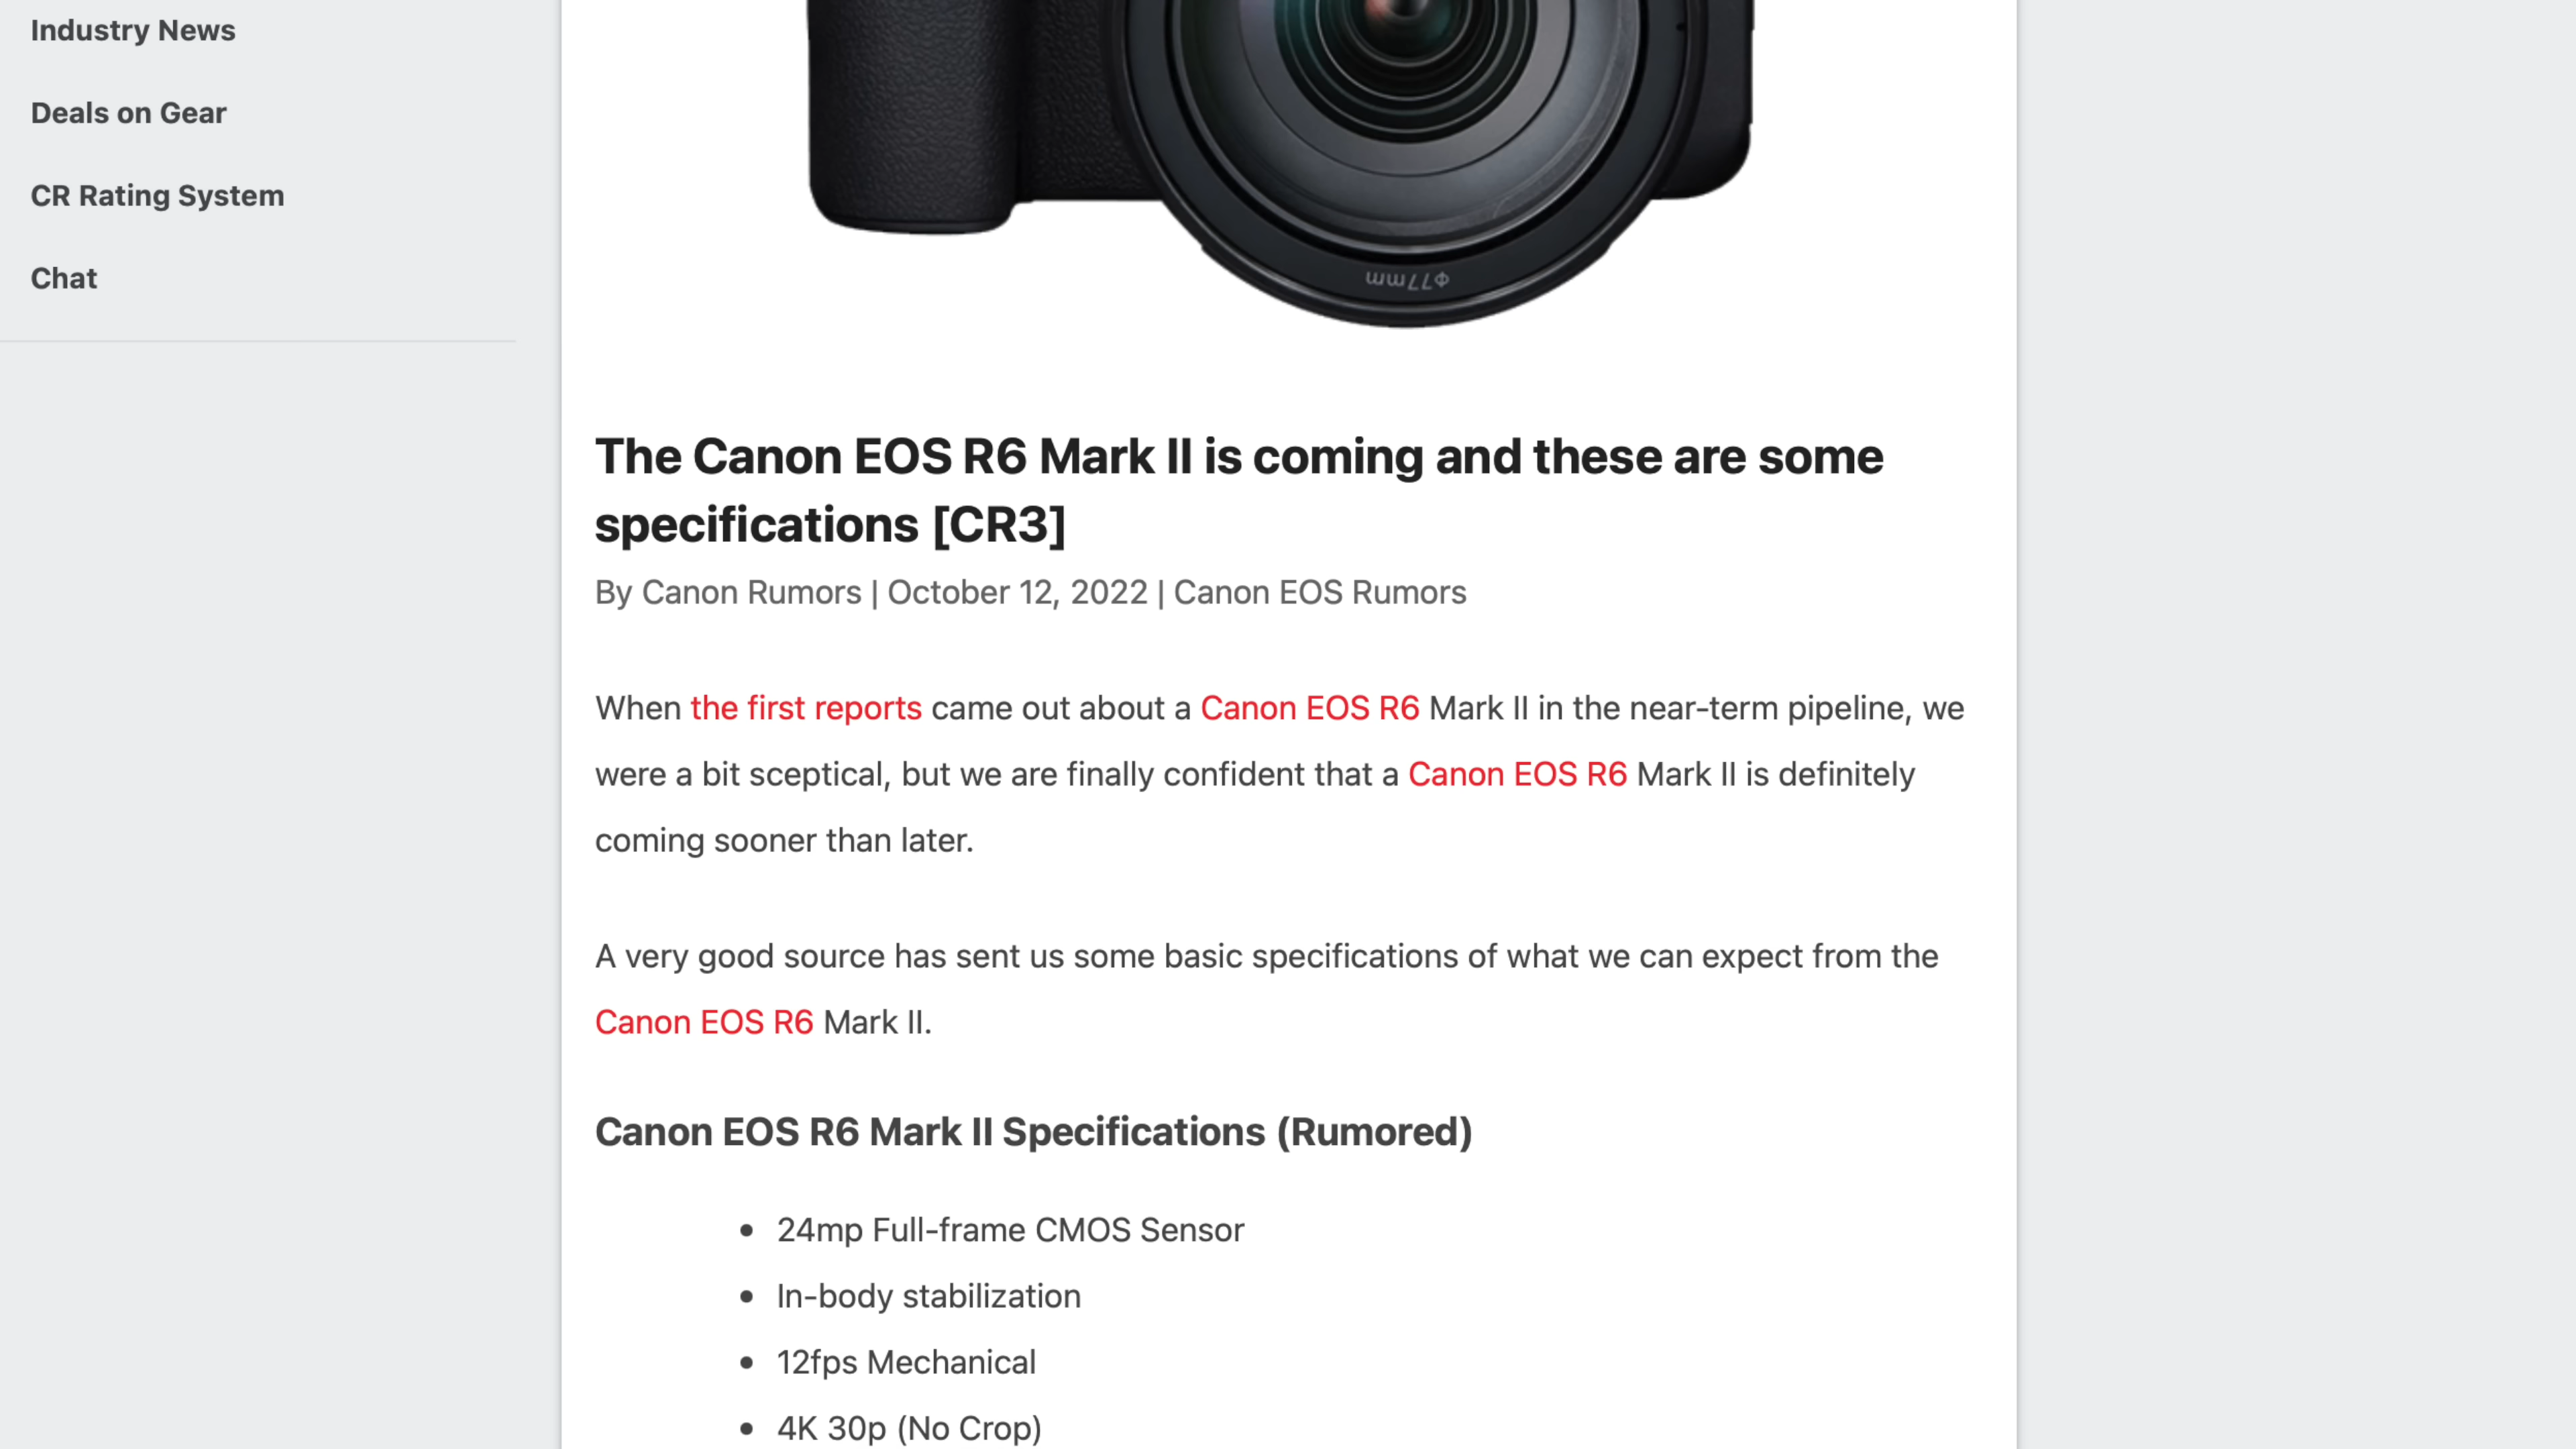 Industry News
Deals on Gear
CR Rating System
Chat
Φ77mm
The Canon EOS R6 Mark II is coming and these are some
specifications [CR3]
By Canon Rumors | October 12, 2022 | Canon EOS Rumors
When the first reports came out about a Canon EOS R6 Mark II in the near-term pipeline, we
were a bit sceptical, but we are finally confident that a Canon EOS R6 Mark II is definitely
coming sooner than later.
A very good source has sent us some basic specifications of what we can expect from the
Canon EOS R6 Mark II.
Canon EOS R6 Mark II Specifications (Rumored)
• 24mp Full-frame CMOS Sensor
• In-body stabilization
• 12fps Mechanical
• 4K 30p (No Crop)